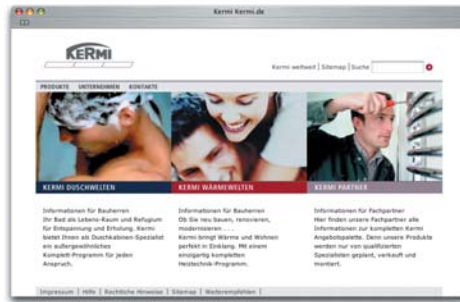 Kermi Kermi.de
KERMI
Kermi weltweit | Sitemap | Suche
PRODUKTE UNTERNEHMEN KONTAKTE
KERMI DUSCHWELTEN
Informationen für Bauherren
Ihr Bad als Lebens-Raum und Refugium
für Entspannung und Erholung. Kermi
bietet Ihnen als Duschkabinen-Spezialist
ein außergewöhnliches
Komplett-Programm für jeden
Anspruch.
KERMI WÄRMEWELTEN
Informationen für Bauherren
Ob Sie neu bauen, renovieren,
modernisieren . . . .
Kermi bringt Wärme und Wohnen
perfekt in Einklang. Mit einem
einzigartig kompletten
Heiztechnik-Programm.
KERMI PARTNER
Informationen für Fachpartner
Hier finden unsere Fachpartner alle
Informationen zur kompletten Kermi
Angebotspalette. Denn unsere Produkte
werden nur von qualifizierten
Spezialisten geplant, verkauft und
montiert.
Impressum | Hilfe | Rechtliche Hinweise | Sitemap | Weiterempfehlen |